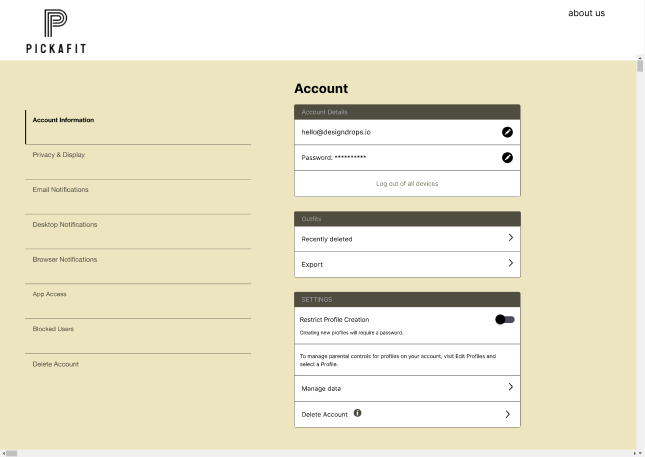 about us
PICKAFIT
Account
Account Information
Privacy & Display
Email Notifications
Desktop Notifications
Browser Notifications
App Access
Blocked Users
Delete Account
Account Details
hello@designdrops.io
Password: **********
Log out of all devices
Outfits
Recently deleted
Export
SETTINGS
Restrict Profile Creation
Creating new profiles will require a password.
To manage parental controls for profiles on your account, visit Edit Profiles and
select a Profile.
Manage data
Delete Account